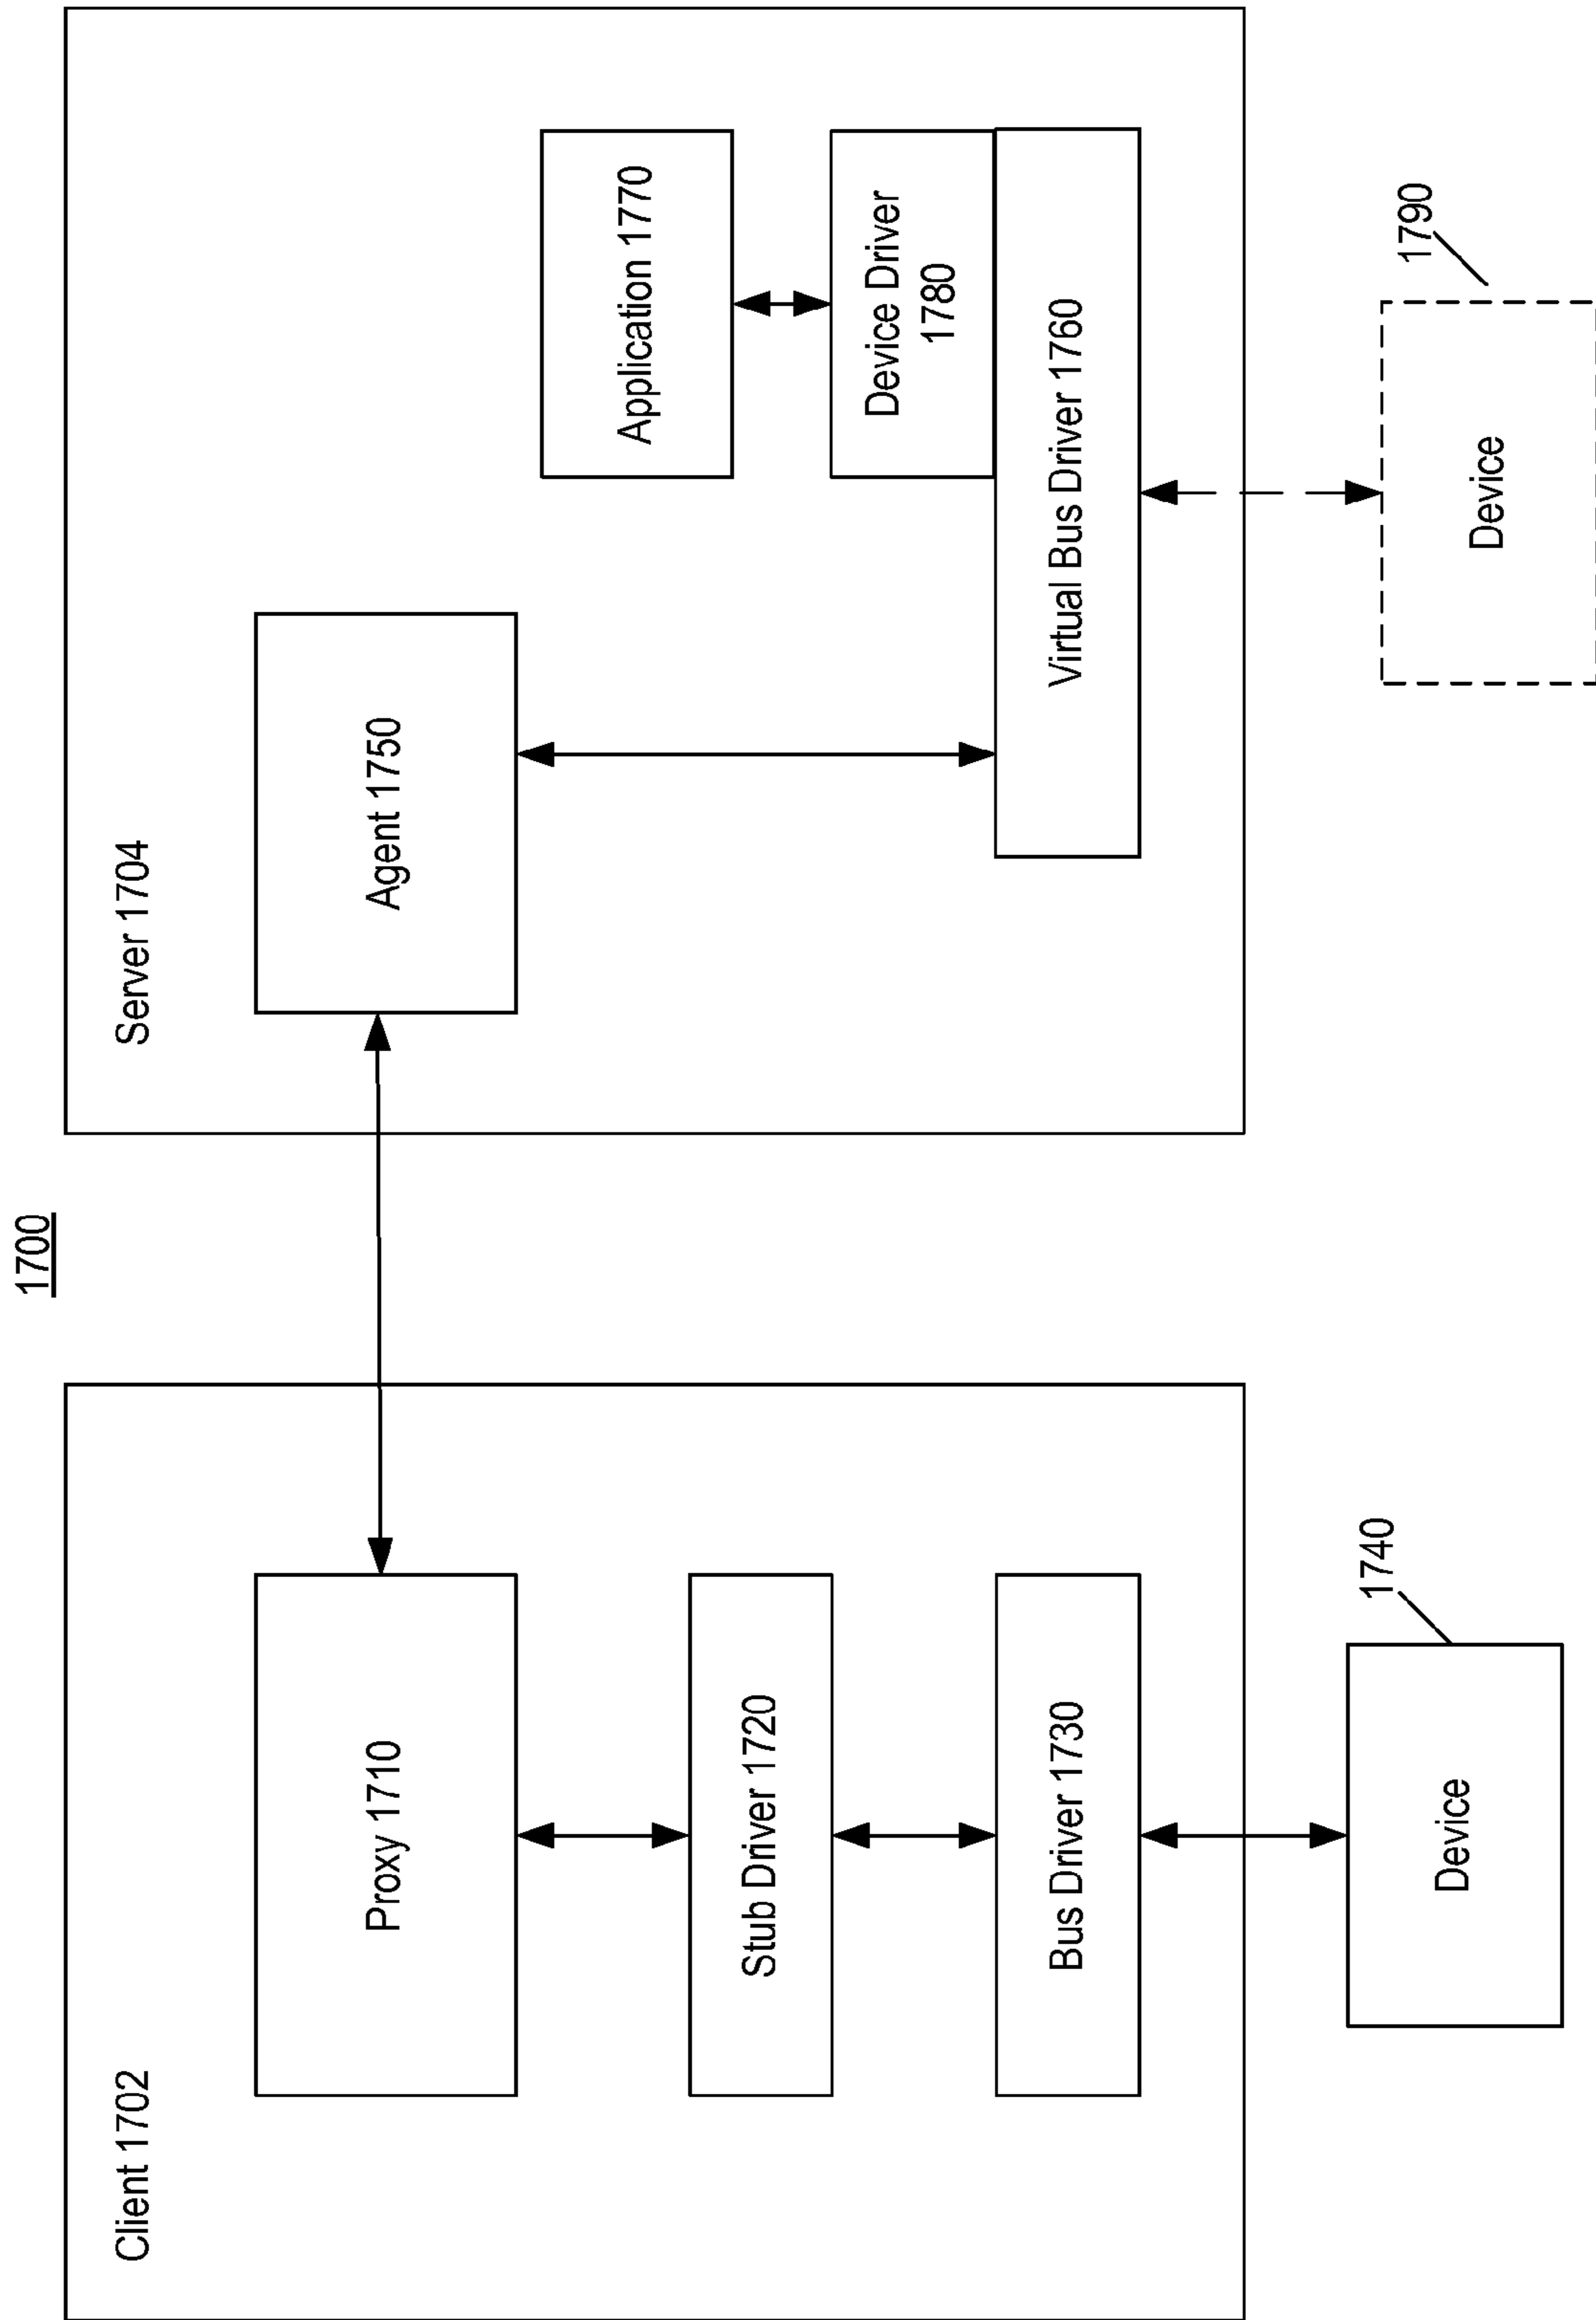 1700
Client 1702
Proxy 1710
Stub Driver 1720
Bus Driver 1730
Device
1740
Server 1704
Agent 1750
Application 1770
Device Driver
1780
Virtual Bus Driver 1760
Device
1790